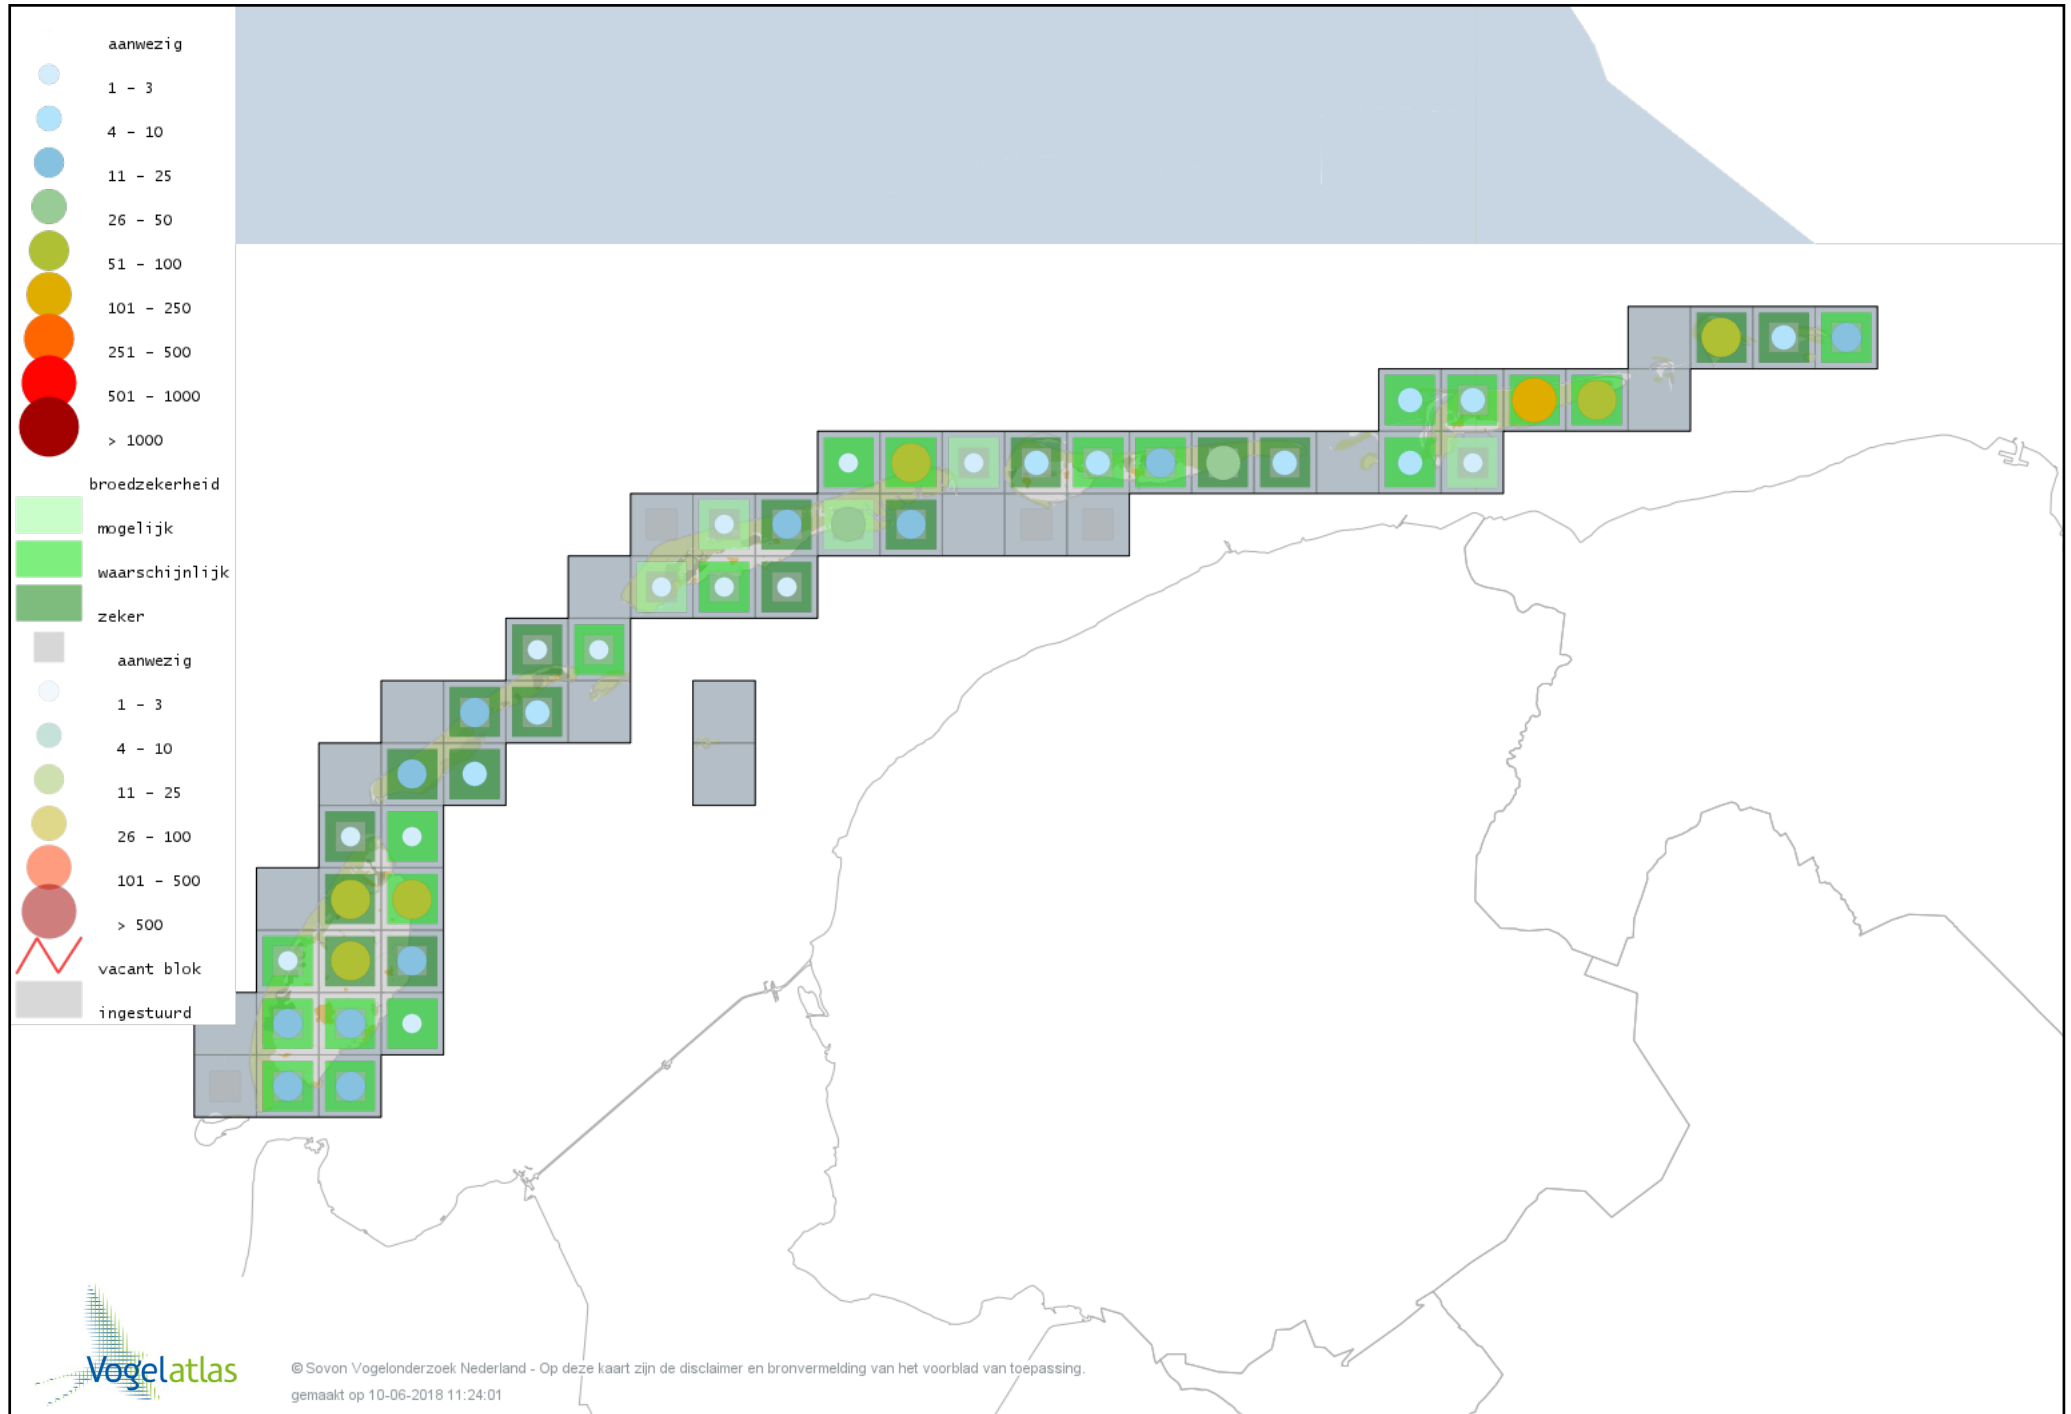 aanwezig
1 - 3
4 - 10
11 - 25
26 - 50
51 - 100
101 - 250
251 - 500
501 - 1000
> 1000
broedzekerheid
mogelijk
waarschijnlijk
zeker
aanwezig
1 - 3
4 - 10
11 - 25
26 - 100
101 - 500
> 500
vacant blok
ingestuurd
Vogelatlas
© Sovon Vogelonderzoek Nederland - Op deze kaart zijn de disclaimer en bronvermelding van het voorblad van toepassing.
gemaakt op 10-06-2018 11:24:01